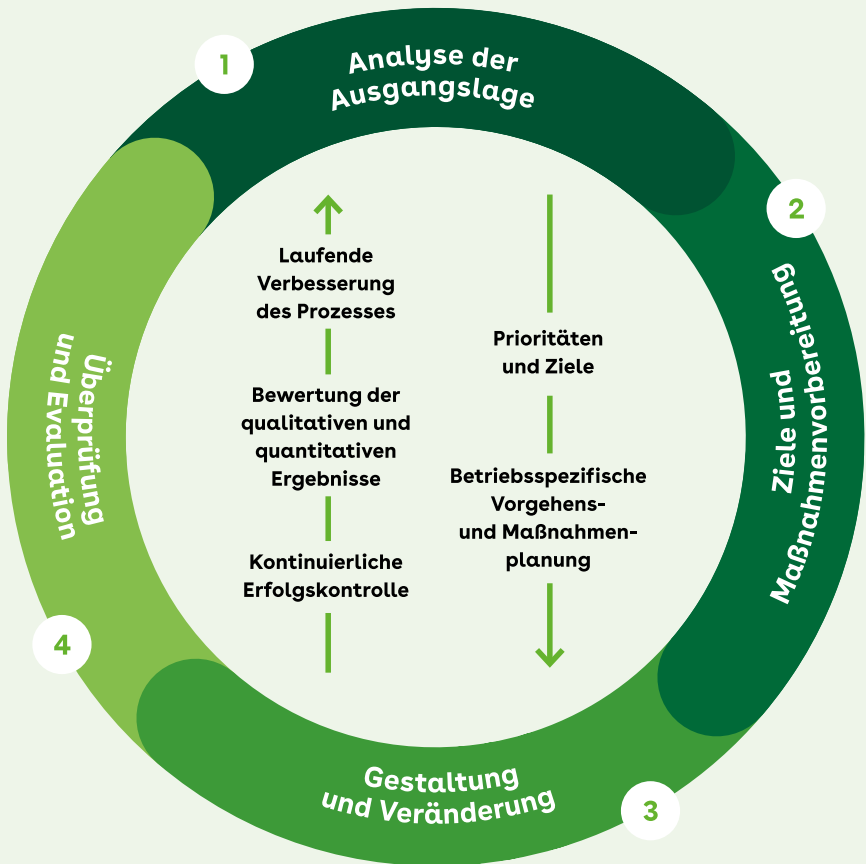 1
Analyse der
Ausgangslage
2
Ziele und
Maßnahmenvorbereitung
3
Gestaltung
und Veränderung
4
Überprüfung
und Evaluation
Laufende
Verbesserung
des Prozesses
Bewertung der
qualitativen und
quantitativen
Ergebnisse
Kontinuierliche
Erfolgskontrolle
Prioritäten
und Ziele
Betriebsspezifische
Vorgehens-
und Maßnahmen-
planung